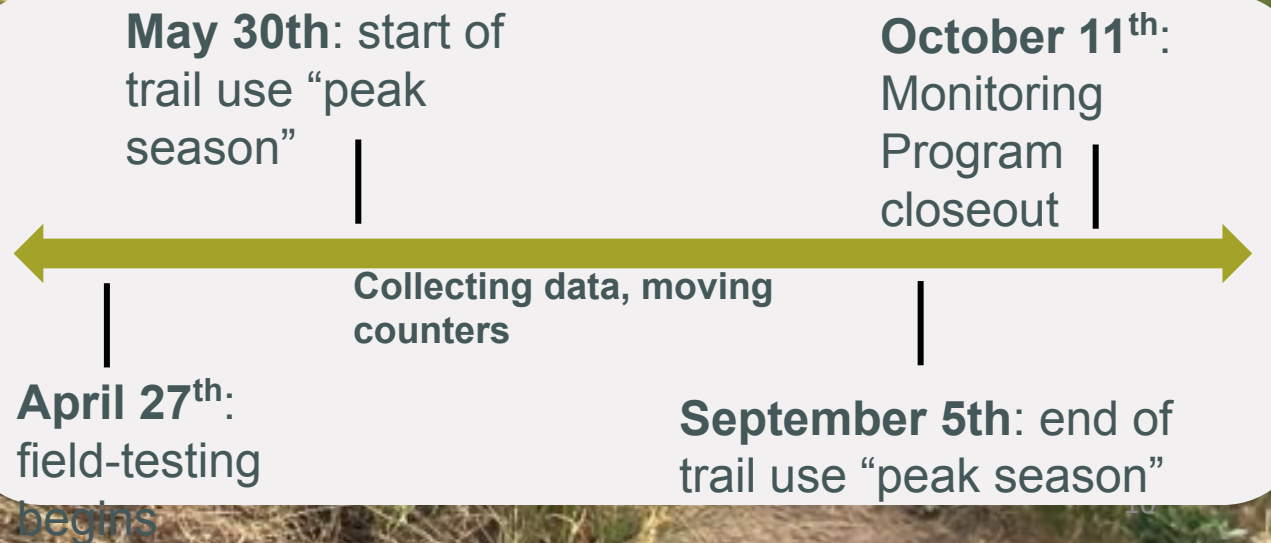 May 30th: start of
trail use “peak
season”
October 11th:
Monitoring
Program
closeout
Collecting data, moving
counters
April 27th:
field-testing
begins
September 5th: end of
trail use “peak season”
10